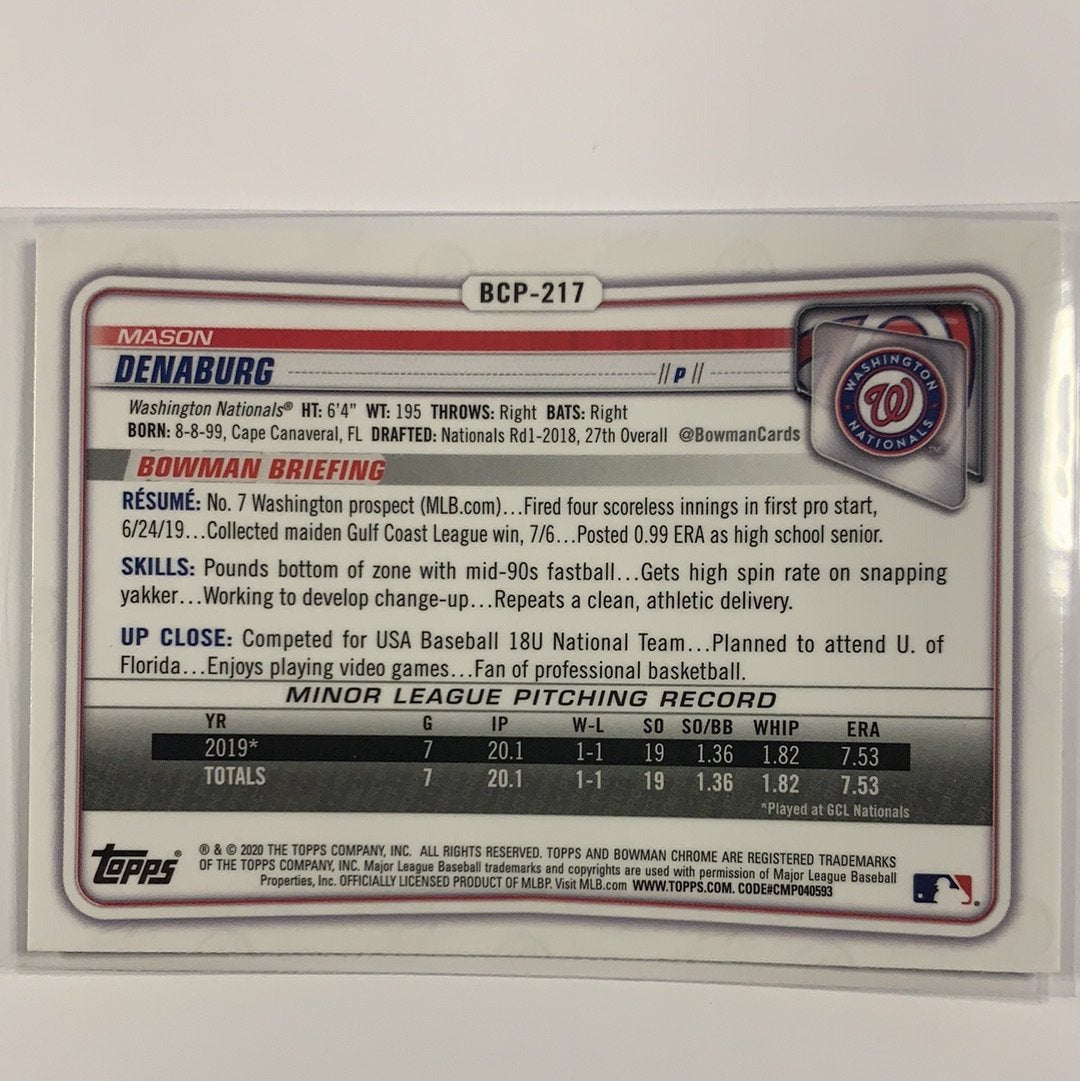 BCP-217
MASON
DENABURG
// P //
Washington Nationals® HT: 6'4" WT: 195 THROWS: Right BATS: Right
BORN: 8-8-99, Cape Canaveral, FL DRAFTED: Nationals Rd1-2018, 27th Overall @BowmanCards
WASHINGTON
W
NATIONALS
TM
BOWMAN BRIEFING
RÉSUMÉ: No. 7 Washington prospect (MLB.com)...Fired four scoreless innings in first pro start,
6/24/19...Collected maiden Gulf Coast League win, 7/6...Posted 0.99 ERA as high school senior.
SKILLS: Pounds bottom of zone with mid-90s fastball...Gets high spin rate on snapping
yakker...Working to develop change-up...Repeats a clean, athletic delivery.
UP CLOSE: Competed for USA Baseball 18U National Team...Planned to attend U. of
Florida...Enjoys playing video games...Fan of professional basketball.
MINOR LEAGUE PITCHING RECORD
YR G IP W-L SO SO/BB WHIP ERA
2019* 7 20.1 1-1 19 1.36 1.82 7.53
TOTALS 7 20.1 1-1 19 1.36 1.82 7.53
*Played at GCL Nationals
topps®
® & © 2020 THE TOPPS COMPANY, INC. ALL RIGHTS RESERVED. TOPPS AND BOWMAN CHROME ARE REGISTERED TRADEMARKS
OF THE TOPPS COMPANY, INC. Major League Baseball trademarks and copyrights are used with permission of Major League Baseball
Properties, Inc. OFFICIALLY LICENSED PRODUCT OF MLBP. Visit MLB.com WWW.TOPPS.COM. CODE#CMP040593